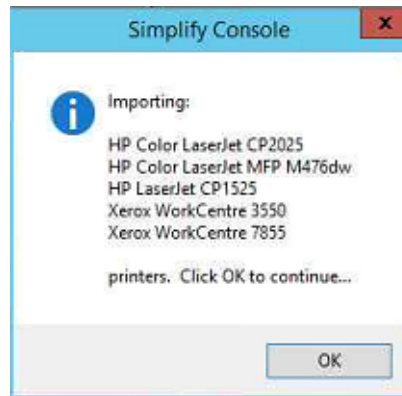 Simplify Console
x
Importing:
HP Color LaserJet CP2025
HP Color LaserJet MFP M476dw
HP LaserJet CP1525
Xerox WorkCentre 3550
Xerox WorkCentre 7855
printers. Click OK to continue...
OK